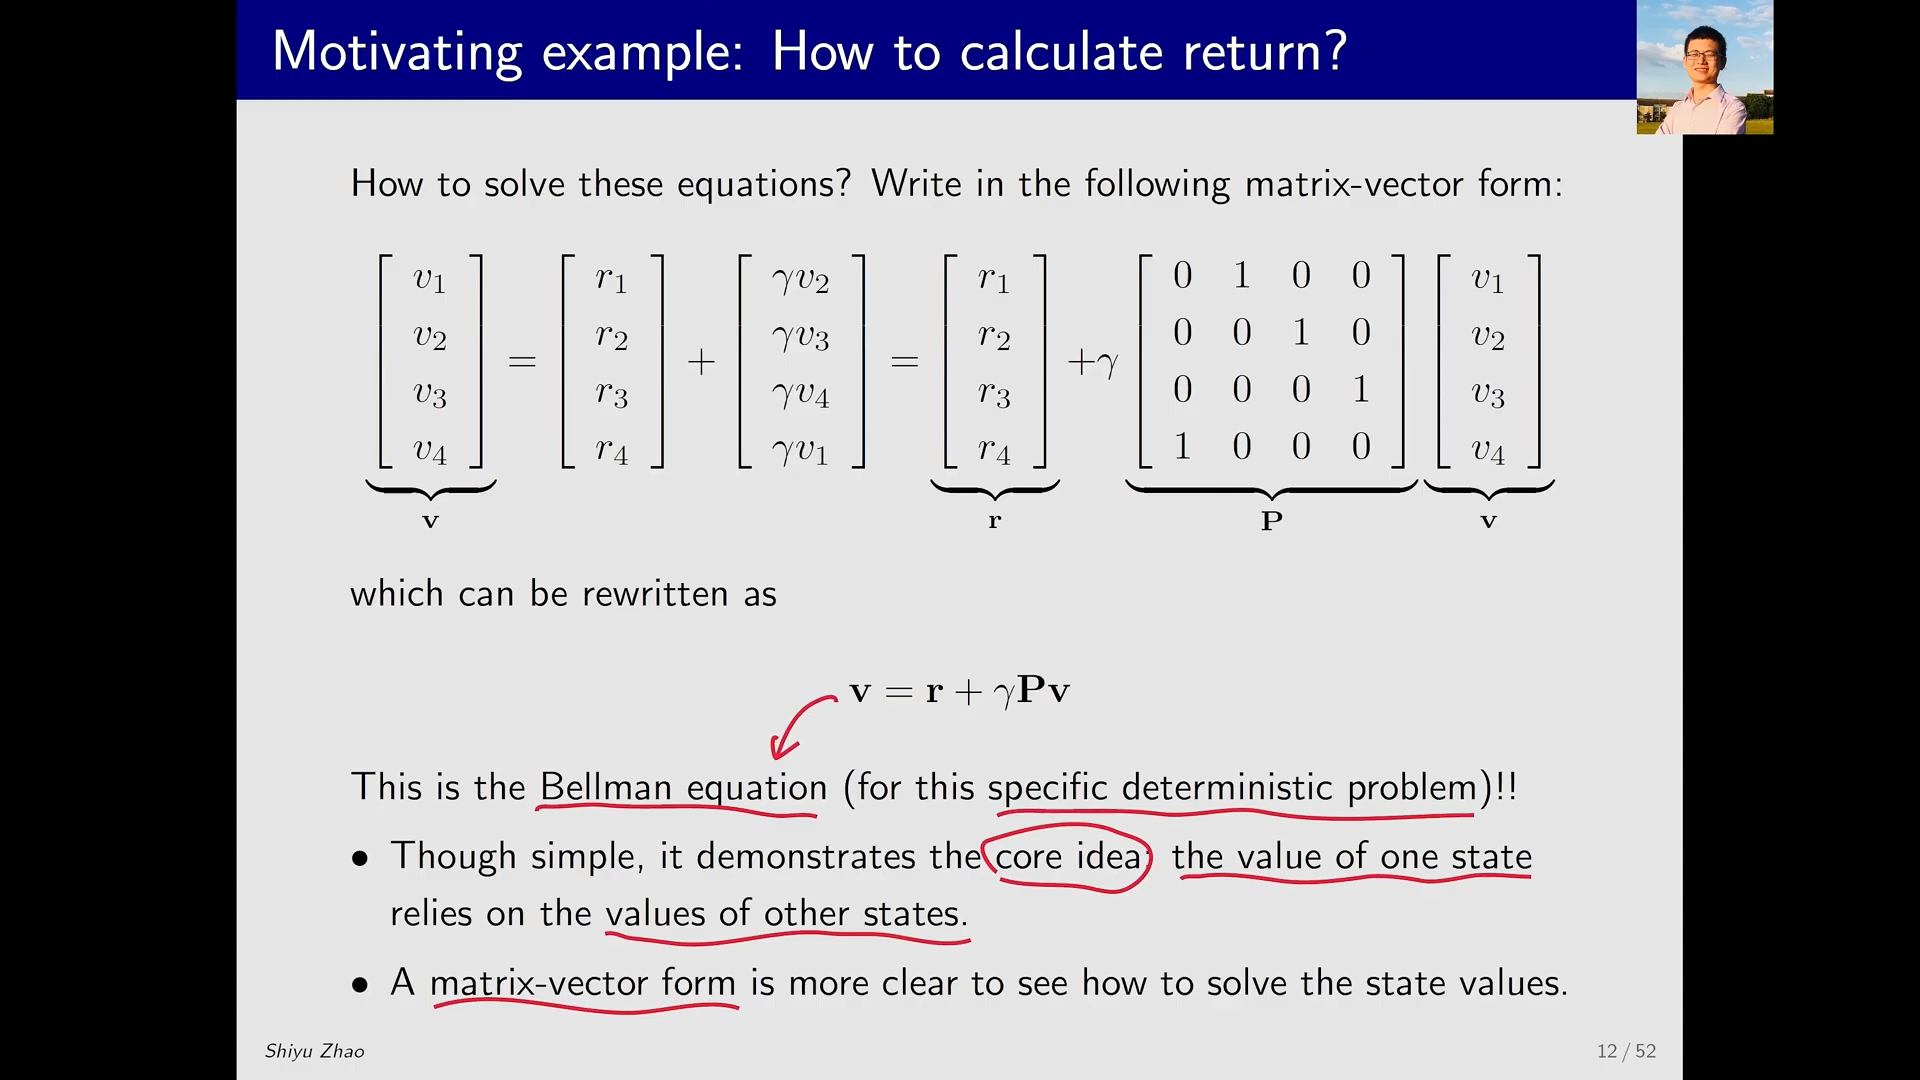 Motivating example: How to calculate return?
How to solve these equations? Write in the following matrix-vector form:
[ v₁ v₂ v₃ v₄ ] = [ r₁ r₂ r₃ r₄ ] + [ γv₂ γv₃ γv₄ γv₁ ] = [ r₁ r₂ r₃ r₄ ] +γ [ 0 1 0 0; 0 0 1 0; 0 0 0 1; 1 0 0 0 ] [ v₁ v₂ v₃ v₄ ]
v r P v
which can be rewritten as
v = r + γPv
This is the Bellman equation (for this specific deterministic problem)!!
• Though simple, it demonstrates the core idea: the value of one state
relies on the values of other states.
• A matrix-vector form is more clear to see how to solve the state values.
Shiyu Zhao
12 / 52